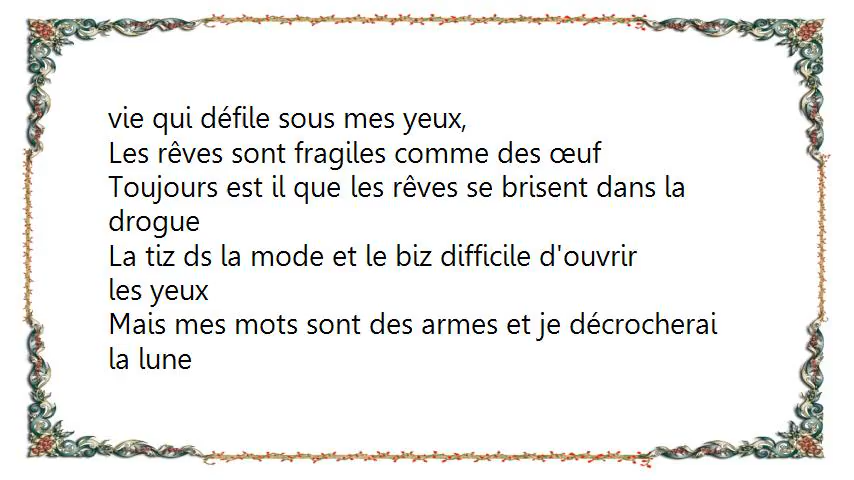 vie qui défile sous mes yeux,
Les rêves sont fragiles comme des œuf
Toujours est il que les rêves se brisent dans la
drogue
La tiz ds la mode et le biz difficile d'ouvrir
les yeux
Mais mes mots sont des armes et je décrocherai
la lune